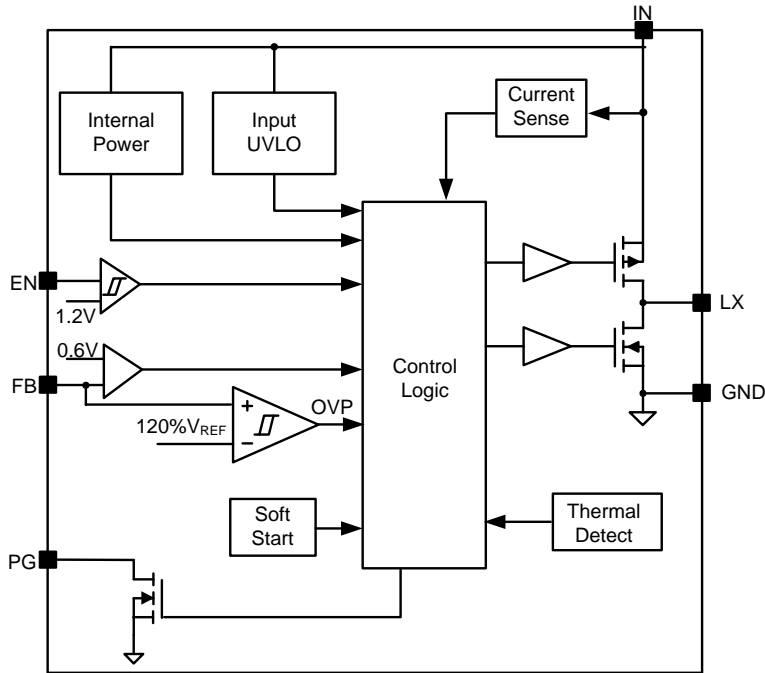 IN
Internal
Power
Input
UVLO
Current
Sense
EN
1.2V
LX
0.6V
FB
Control
Logic
GND
OVP
+
120%VREF
−
Soft
Start
Thermal
Detect
PG